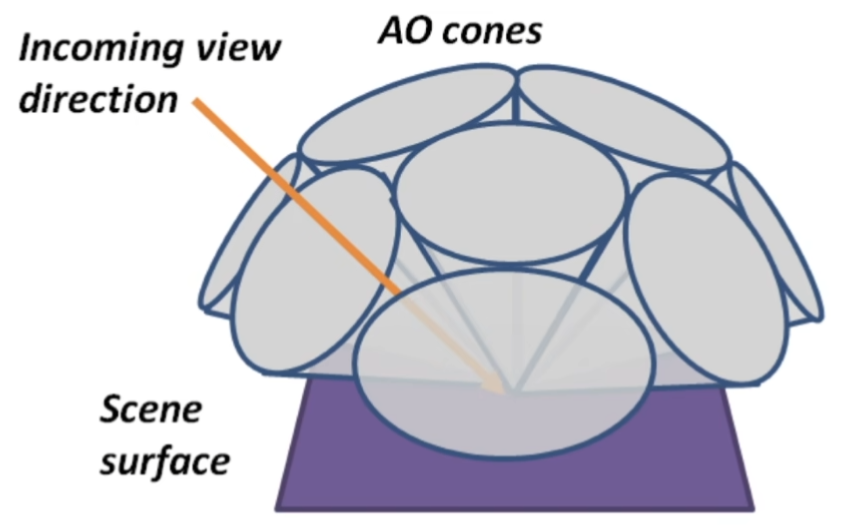 Incoming view
direction
AO cones
Scene
surface